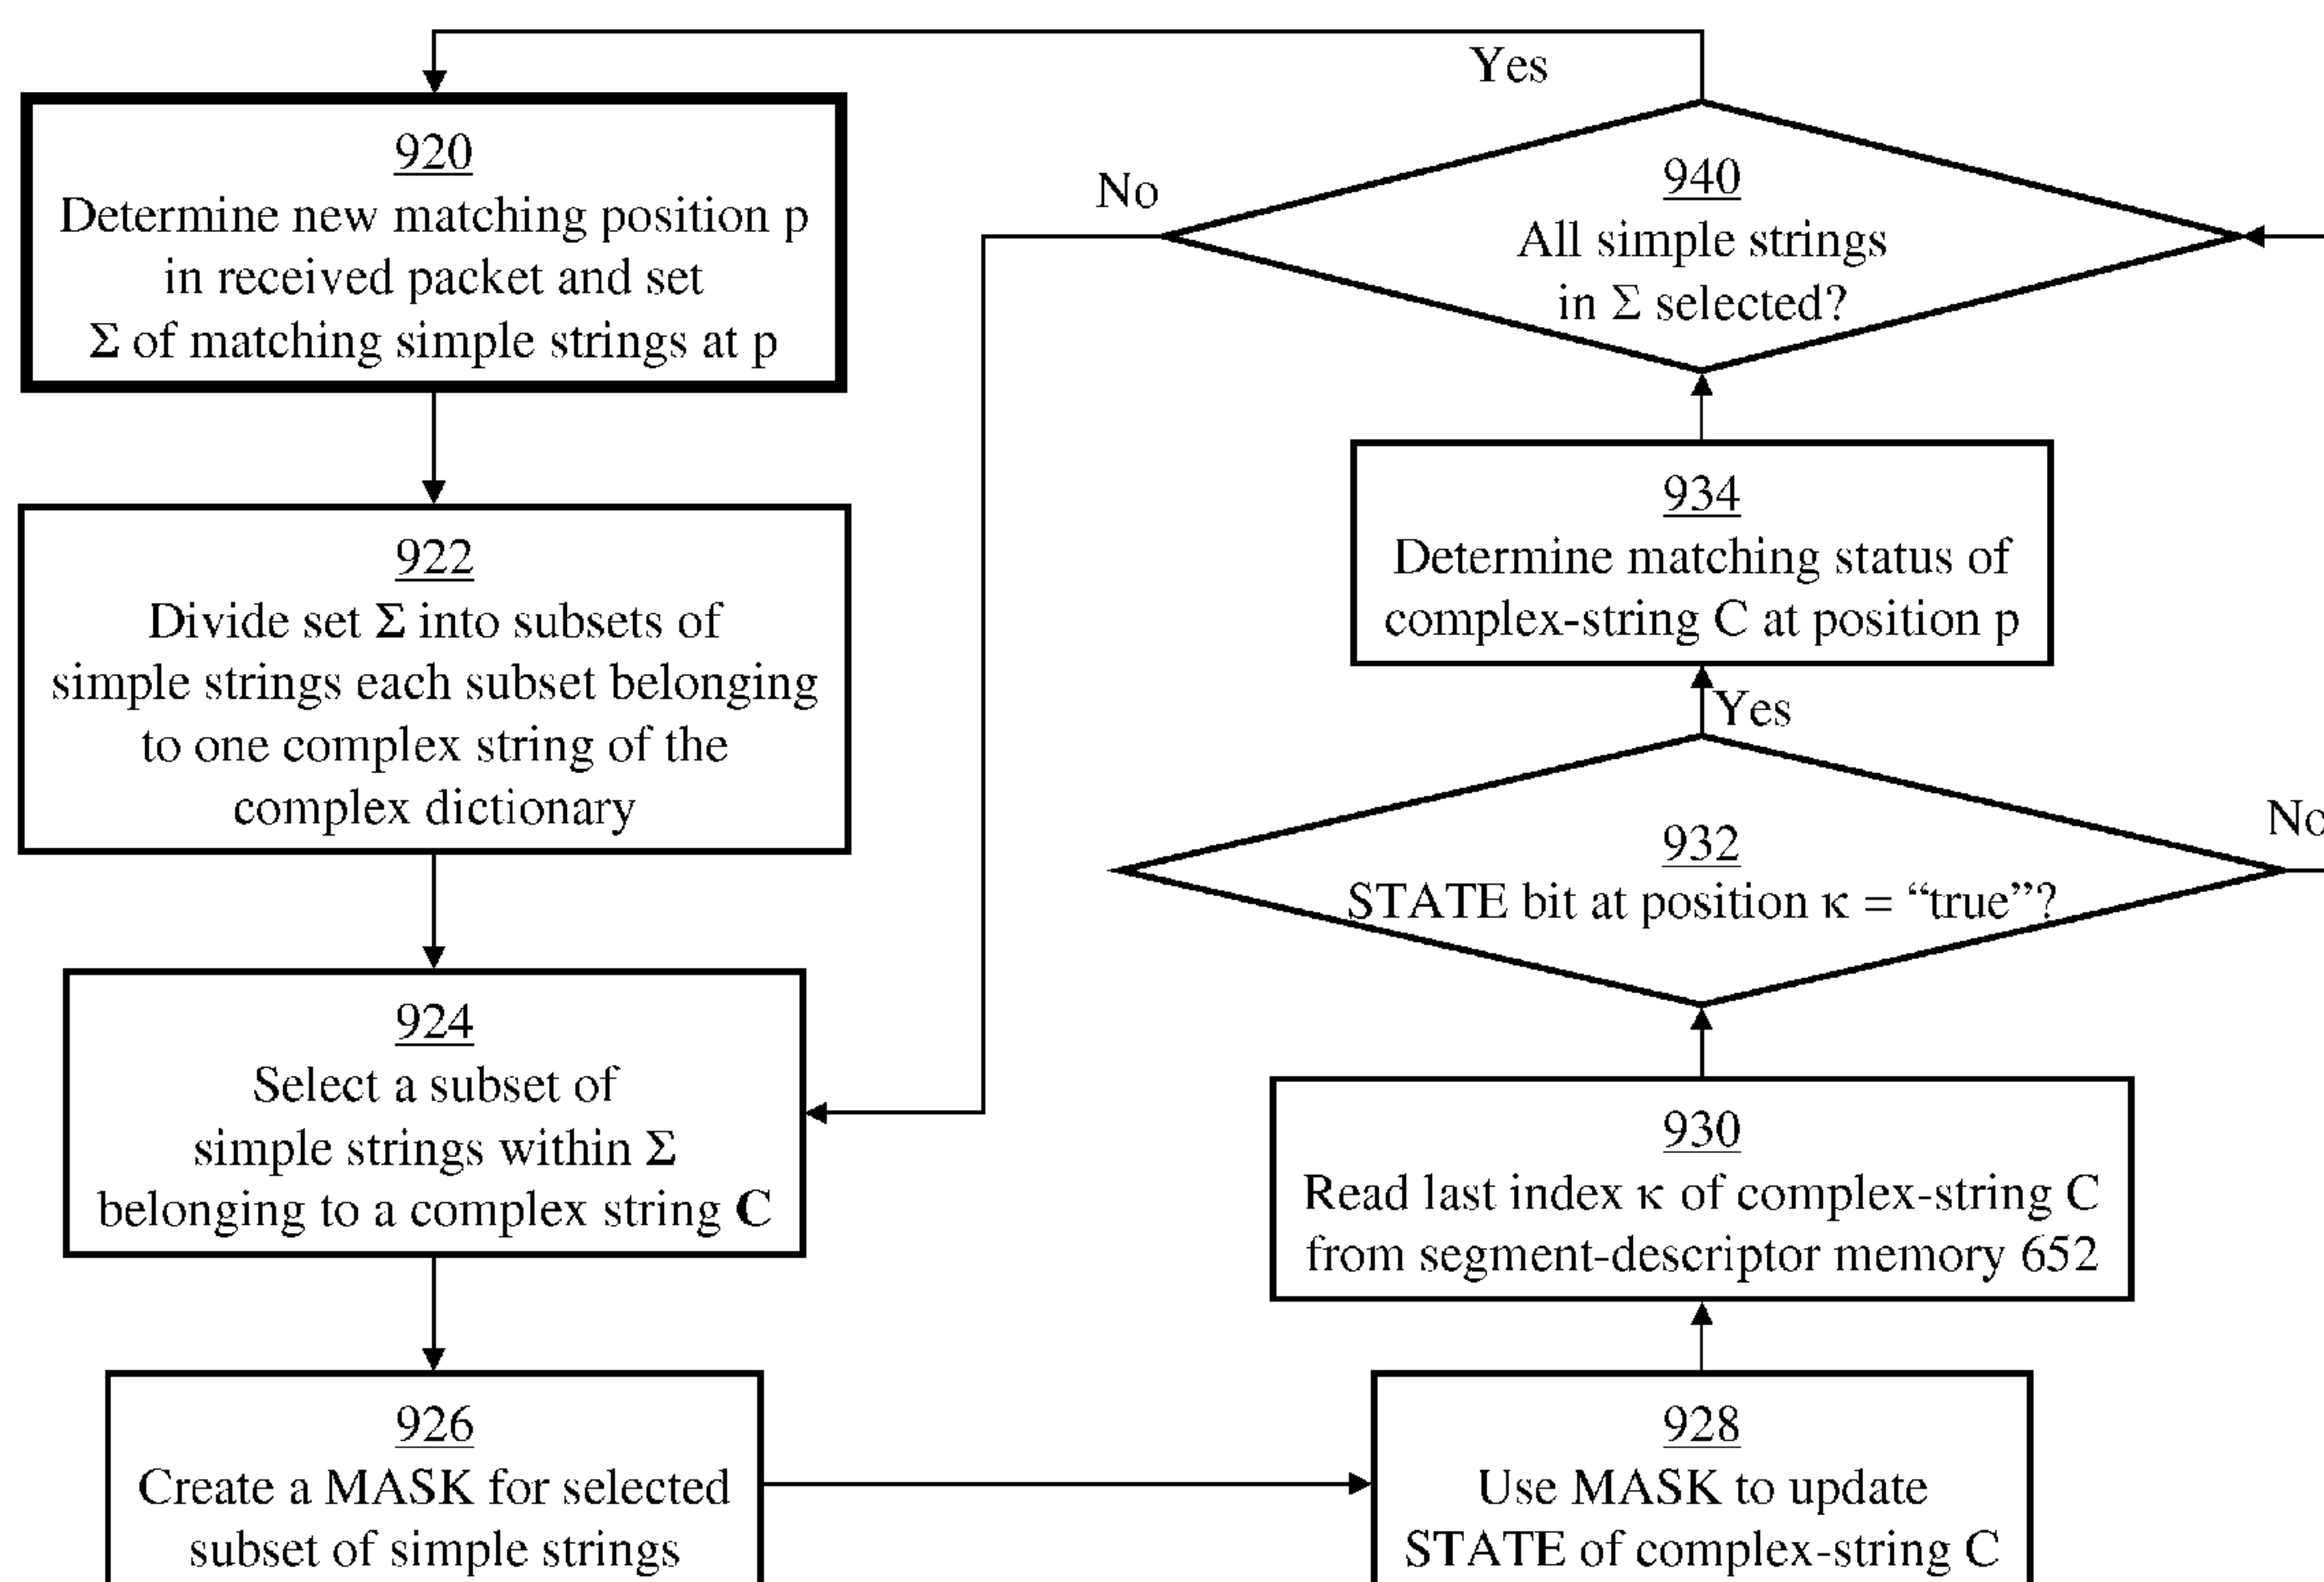 Yes
920
Determine new matching position p
in received packet and set
Σ of matching simple strings at p
No
940
All simple strings
in Σ selected?
922
Divide set Σ into subsets of
simple strings each subset belonging
to one complex string of the
complex dictionary
934
Determine matching status of
complex-string C at position p
Yes
932
STATE bit at position κ = “true”?
No
924
Select a subset of
simple strings within Σ
belonging to a complex string C
930
Read last index κ of complex-string C
from segment-descriptor memory 652
926
Create a MASK for selected
subset of simple strings
928
Use MASK to update
STATE of complex-string C